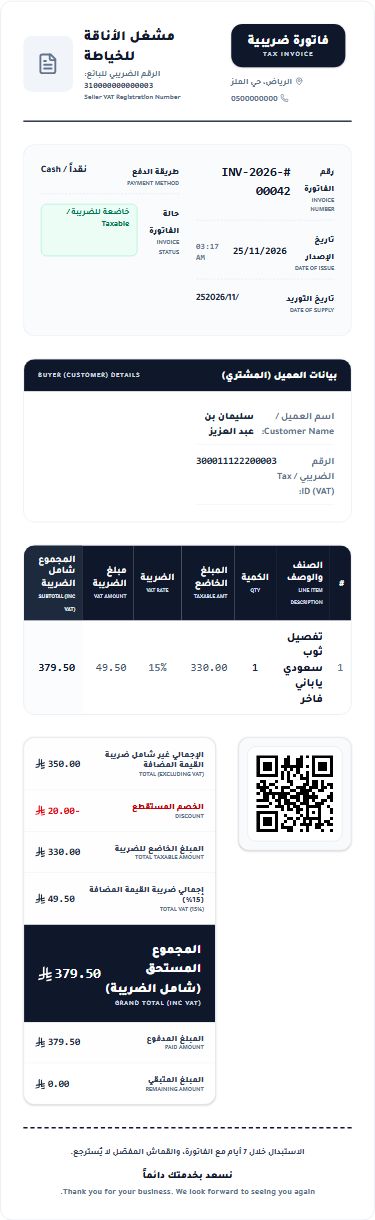 مشغل الأناقة
للخياطة
الرقم الضريبي للبائع:
310000000000003
Seller VAT Registration Number
فاتورة ضريبية
TAX INVOICE
الرياض، حي الملز
0500000000
رقم
الفاتورة
INVOICE
NUMBER
INV-2026-#
00042
تاريخ
الإصدار
DATE OF ISSUE
25/11/2026
03:17
AM
تاريخ التوريد
DATE OF SUPPLY
252026/11/
طريقة الدفع
PAYMENT METHOD
نقداً / Cash
حالة
الفاتورة
INVOICE
STATUS
خاضعة للضريبة /
Taxable
بيانات العميل (المشتري)
BUYER (CUSTOMER) DETAILS
اسم العميل /
Customer Name:
سليمان بن
عبد العزيز
الرقم
الضريبي / Tax
ID (VAT):
300011122200003
#
الصنف
والوصف
LINE ITEM
DESCRIPTION
الكمية
QTY
المبلغ
الخاضع
TAXABLE AMT
الضريبة
VAT RATE
مبلغ
الضريبة
VAT AMOUNT
المجموع
شامل
الضريبة
SUBTOTAL (INC
VAT)
1
تفصيل
ثوب
سعودي
ياباني
فاخر
1
330.00
15%
49.50
379.50
الإجمالي غير شامل ضريبة
القيمة المضافة
TOTAL (EXCLUDING VAT)
350.00
الخصم المستقطع
DISCOUNT
20.00-
المبلغ الخاضع للضريبة
TOTAL TAXABLE AMOUNT
330.00
إجمالي ضريبة القيمة المضافة
(15%)
TOTAL VAT (15%)
49.50
المجموع
المستحق
(شامل الضريبة)
GRAND TOTAL (INC VAT)
379.50
المبلغ المدفوع
PAID AMOUNT
379.50
المبلغ المتبقي
REMAINING AMOUNT
0.00
الاستبدال خلال 7 أيام مع الفاتورة، والقماش المفصّل لا يُسترجع.
نسعد بخدمتك دائماً
Thank you for your business. We look forward to seeing you again.